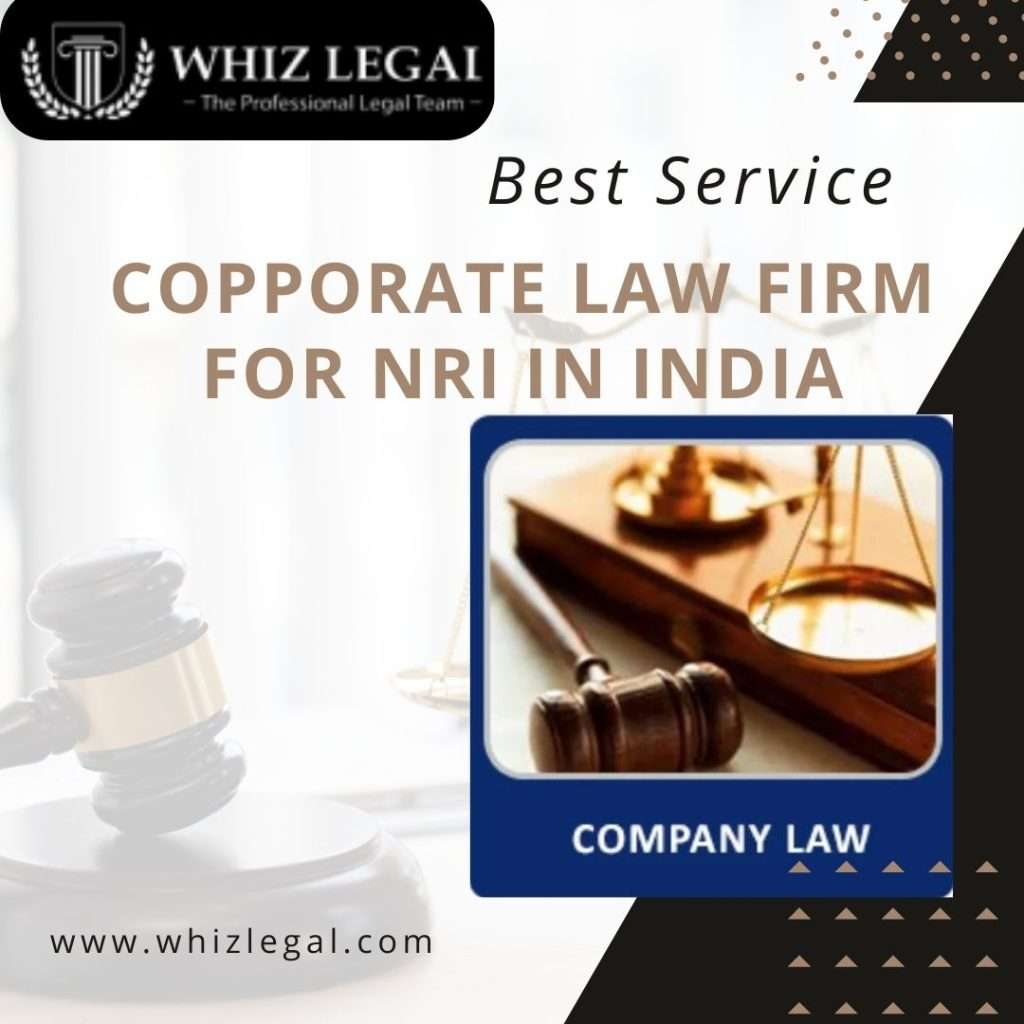 WHIZ LEGAL
– The Professional Legal Team –
Best Service
COPPORATE LAW FIRM
FOR NRI IN INDIA
COMPANY LAW
www.whizlegal.com